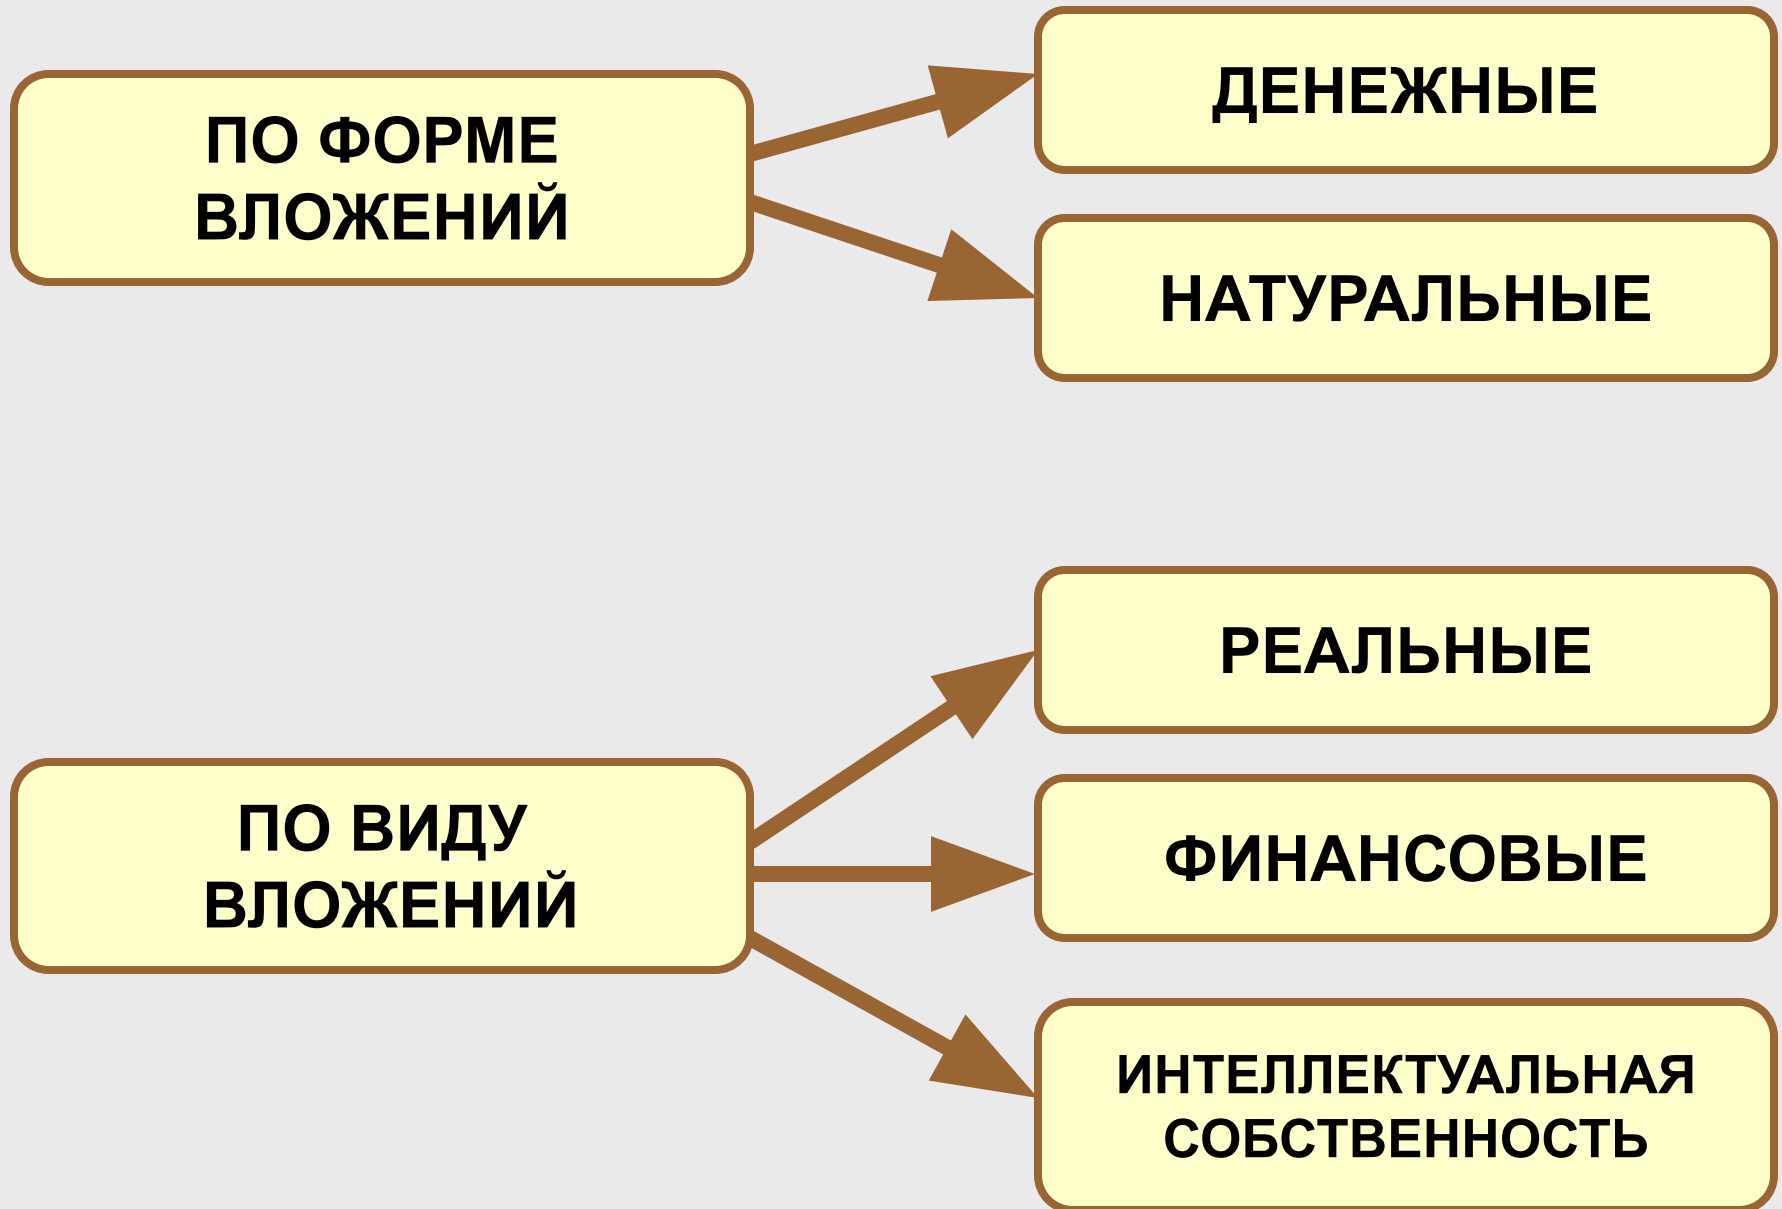 ПО ФОРМЕ
ВЛОЖЕНИЙ
ДЕНЕЖНЫЕ
НАТУРАЛЬНЫЕ
ПО ВИДУ
ВЛОЖЕНИЙ
РЕАЛЬНЫЕ
ФИНАНСОВЫЕ
ИНТЕЛЛЕКТУАЛЬНАЯ
СОБСТВЕННОСТЬ